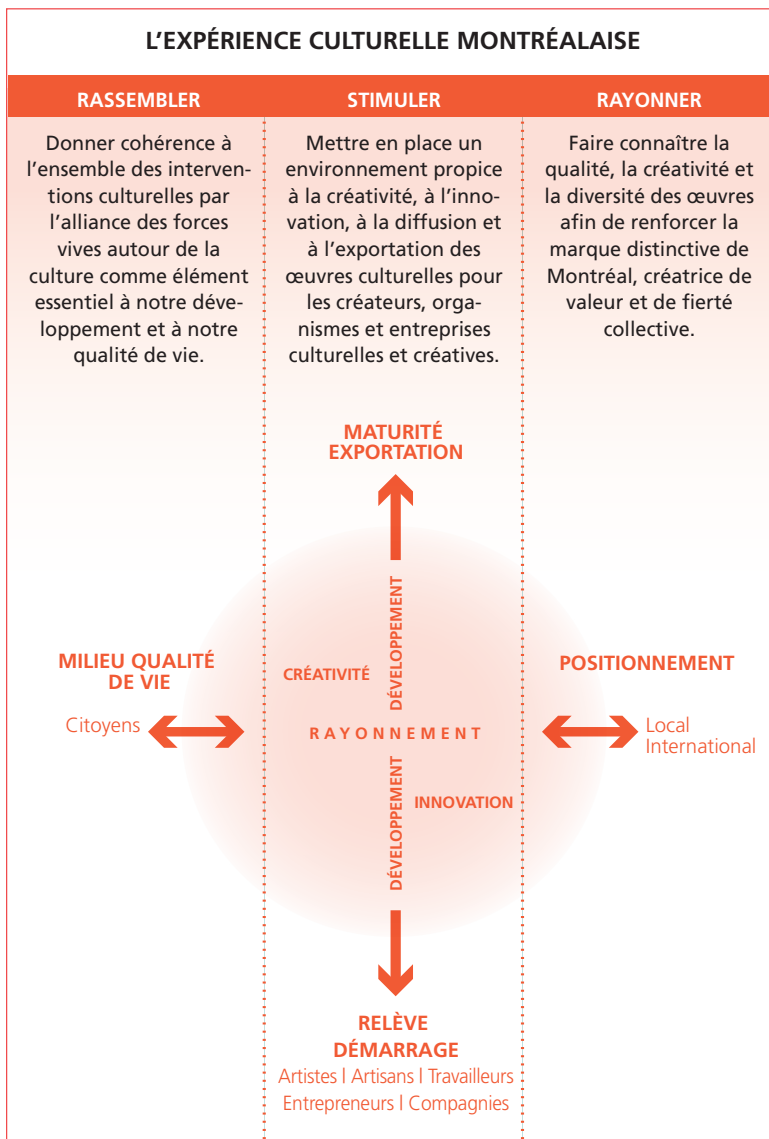 L’EXPÉRIENCE CULTURELLE MONTRÉALAISE
RASSEMBLER
Donner cohérence à
l’ensemble des interven-
tions culturelles par
l’alliance des forces
vives autour de la
culture comme élément
essentiel à notre déve-
loppement et à notre
qualité de vie.
STIMULER
Mettre en place un
environnement propice
à la créativité, à l’inno-
vation, à la diffusion et
à l’exportation des
œuvres culturelles pour
les créateurs, orga-
nismes et entreprises
culturelles et créatives.
RAYONNER
Faire connaître la
qualité, la créativité et
la diversité des œuvres
afin de renforcer la
marque distinctive de
Montréal, créatrice de
valeur et de fierté
collective.
MATURITÉ
EXPORTATION
MILIEU QUALITÉ
DE VIE
Citoyens
CRÉATIVITÉ
DÉVELOPPEMENT
RAYONNEMENT
DÉVELOPPEMENT
INNOVATION
POSITIONNEMENT
Local
International
RELÈVE
DÉMARRAGE
Artistes l Artisans l Travailleurs
Entrepreneurs l Compagnies